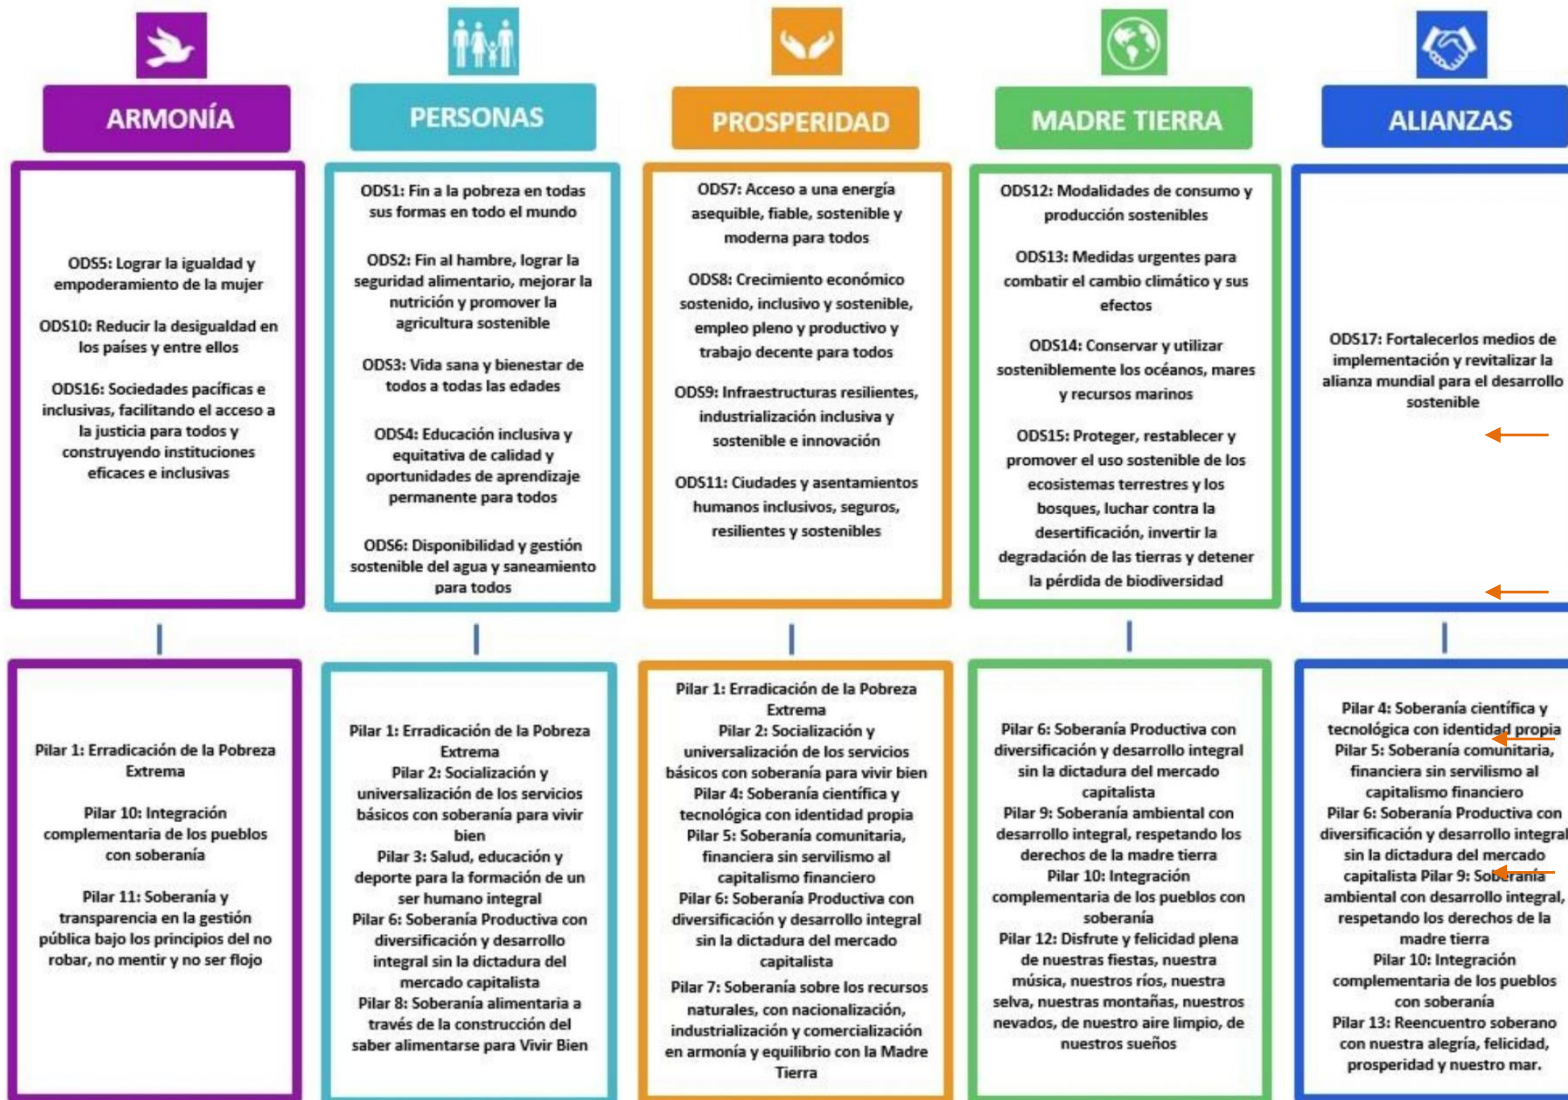 ARMONÍA
PERSONAS
PROSPERIDAD
MADRE TIERRA
ALIANZAS
ODS5: Lograr la igualdad y
empoderamiento de la mujer
ODS10: Reducir la desigualdad en
los países y entre ellos
ODS16: Sociedades pacíficas e
inclusivas, facilitando el acceso a
la justicia para todos y
construyendo instituciones
eficaces e inclusivas
ODS1: Fin a la pobreza en todas
sus formas en todo el mundo
ODS2: Fin al hambre, lograr la
seguridad alimentario, mejorar la
nutrición y promover la
agricultura sostenible
ODS3: Vida sana y bienestar de
todos a todas las edades
ODS4: Educación inclusiva y
equitativa de calidad y
oportunidades de aprendizaje
permanente para todos
ODS6: Disponibilidad y gestión
sostenible del agua y saneamiento
para todos
ODS7: Acceso a una energía
asequible, fiable, sostenible y
moderna para todos
ODS8: Crecimiento económico
sostenido, inclusivo y sostenible,
empleo pleno y productivo y
trabajo decente para todos
ODS9: Infraestructuras resilientes,
industrialización inclusiva y
sostenible e innovación
ODS11: Ciudades y asentamientos
humanos inclusivos, seguros,
resilientes y sostenibles
ODS12: Modalidades de consumo y
producción sostenibles
ODS13: Medidas urgentes para
combatir el cambio climático y sus
efectos
ODS14: Conservar y utilizar
sosteniblemente los océanos, mares
y recursos marinos
ODS15: Proteger, restablecer y
promover el uso sostenible de los
ecosistemas terrestres y los
bosques, luchar contra la
desertificación, invertir la
degradación de las tierras y detener
la pérdida de biodiversidad
ODS17: Fortalecerlos medios de
implementación y revitalizar la
alianza mundial para el desarrollo
sostenible
Pilar 1: Erradicación de la Pobreza
Extrema
Pilar 10: Integración
complementaria de los pueblos
con soberanía
Pilar 11: Soberanía y
transparencia en la gestión
pública bajo los principios del no
robar, no mentir y no ser flojo
Pilar 1: Erradicación de la Pobreza
Extrema
Pilar 2: Socialización y
universalización de los servicios
básicos con soberanía para vivir
bien
Pilar 3: Salud, educación y
deporte para la formación de un
ser humano integral
Pilar 6: Soberanía Productiva con
diversificación y desarrollo
integral sin la dictadura del
mercado capitalista
Pilar 8: Soberanía alimentaria a
través de la construcción del
saber alimentarse para Vivir Bien
Pilar 1: Erradicación de la Pobreza
Extrema
Pilar 2: Socialización y
universalización de los servicios
básicos con soberanía para vivir bien
Pilar 4: Soberanía científica y
tecnológica con identidad propia
Pilar 5: Soberanía comunitaria,
financiera sin servilismo al
capitalismo financiero
Pilar 6: Soberanía Productiva con
diversificación y desarrollo integral
sin la dictadura del mercado
capitalista
Pilar 7: Soberanía sobre los recursos
naturales, con nacionalización,
industrialización y comercialización
en armonía y equilibrio con la Madre
Tierra
Pilar 6: Soberanía Productiva con
diversificación y desarrollo integral
sin la dictadura del mercado
capitalista
Pilar 9: Soberanía ambiental con
desarrollo integral, respetando los
derechos de la madre tierra
Pilar 10: Integración
complementaria de los pueblos con
soberanía
Pilar 12: Disfrute y felicidad plena
de nuestras fiestas, nuestra
música, nuestros ríos, nuestra
selva, nuestras montañas, nuestros
nevados, de nuestro aire limpio, de
nuestros sueños
Pilar 4: Soberanía científica y
tecnológica con identidad propia
Pilar 5: Soberanía comunitaria,
financiera sin servilismo al
capitalismo financiero
Pilar 6: Soberanía Productiva con
diversificación y desarrollo integral
sin la dictadura del mercado
capitalista Pilar 9: Soberanía
ambiental con desarrollo integral,
respetando los derechos de la
madre tierra
Pilar 10: Integración
complementaria de los pueblos
con soberanía
Pilar 13: Reencuentro soberano
con nuestra alegría, felicidad,
prosperidad y nuestro mar.